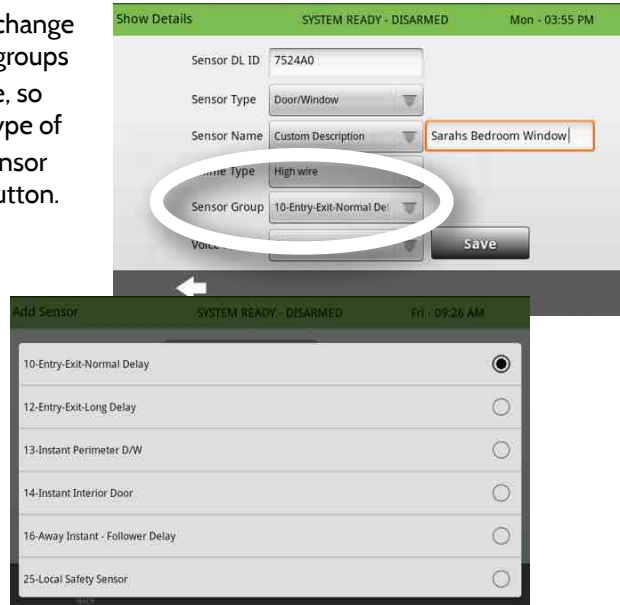 change
groups
e, so
ype of
nsor
utton.
Show Details SYSTEM READY - DISARMED Mon - 03:55 PM
Sensor DL ID 7524A0
Sensor Type Door/Window
Sensor Name Custom Description Sarahs Bedroom Window
Type High wire
Sensor Group 10-Entry-Exit-Normal De
Save
Add Sensor SYSTEM READY - DISARMED Fri - 09:26 AM
10-Entry-Exit-Normal Delay
12-Entry-Exit-Long Delay
13-Instant Perimeter D/W
14-Instant Interior Door
16-Away Instant - Follower Delay
25-Local Safety Sensor
BACK